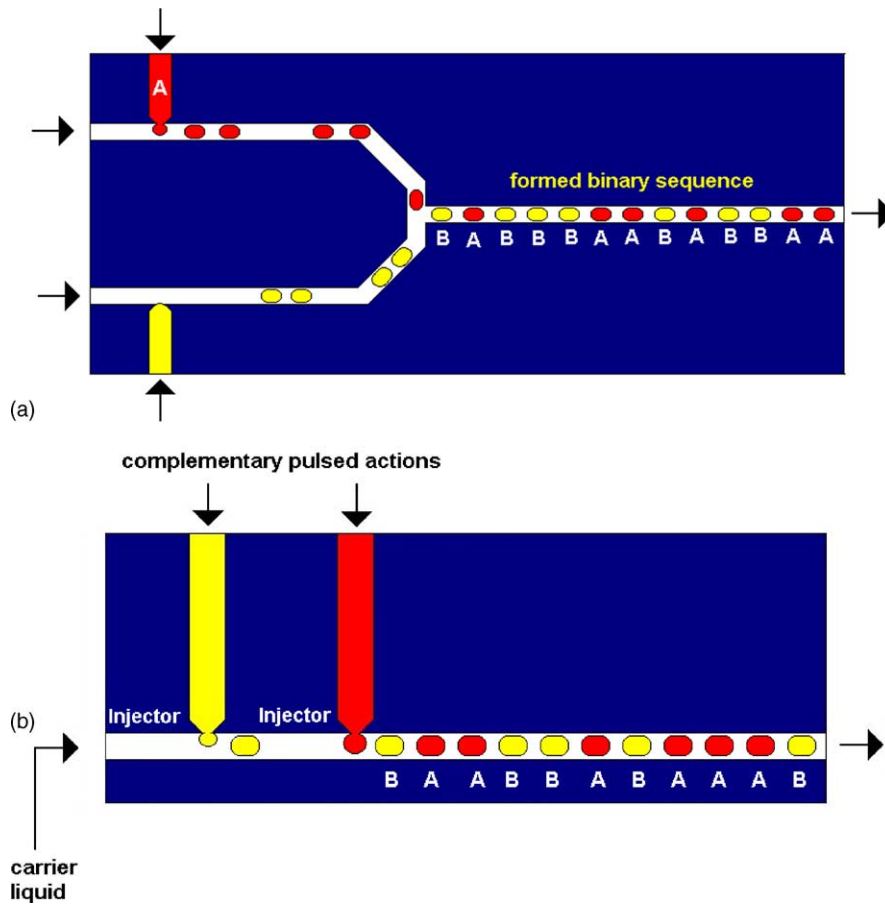 A
formed binary sequence
B A B B B A A B A B B A A
(a)
complementary pulsed actions
Injector Injector
(b)
B A A B B A B A A A B
carrier
liquid